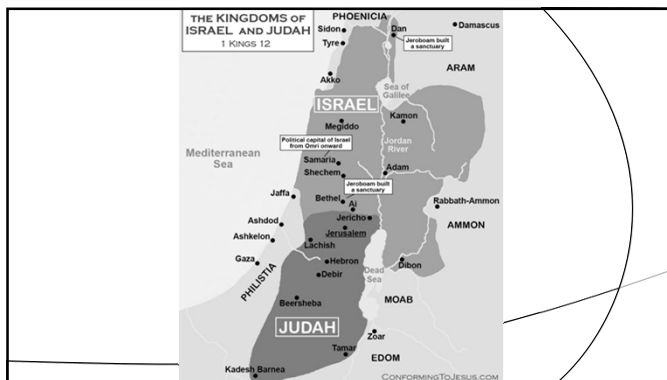 THE KINGDOMS OF
ISRAEL AND JUDAH
1 KINGS 12
PHOENICIA
Sidon
Dan
Damascus
Tyre
Jeroboam built
a sanctuary
ARAM
Akko
Sea of
Galilee
ISRAEL
Kamon
Megiddo
Political capital of Israel
from Omri onward
Jordan
River
Mediterranean
Sea
Samaria
Adam
Shechem
Jeroboam built
a sanctuary
Jaffa
Bethel
Ai
Rabbath-Ammon
Jericho
AMMON
Ashdod
Jerusalem
Ashkelon
Lachish
Gaza
Hebron
Dibon
PHILISTIA
Debir
Dead
Sea
Beersheba
MOAB
JUDAH
Zoar
Tamar
EDOM
Kadesh Barnea
CONFORMINGTOJESUS.COM